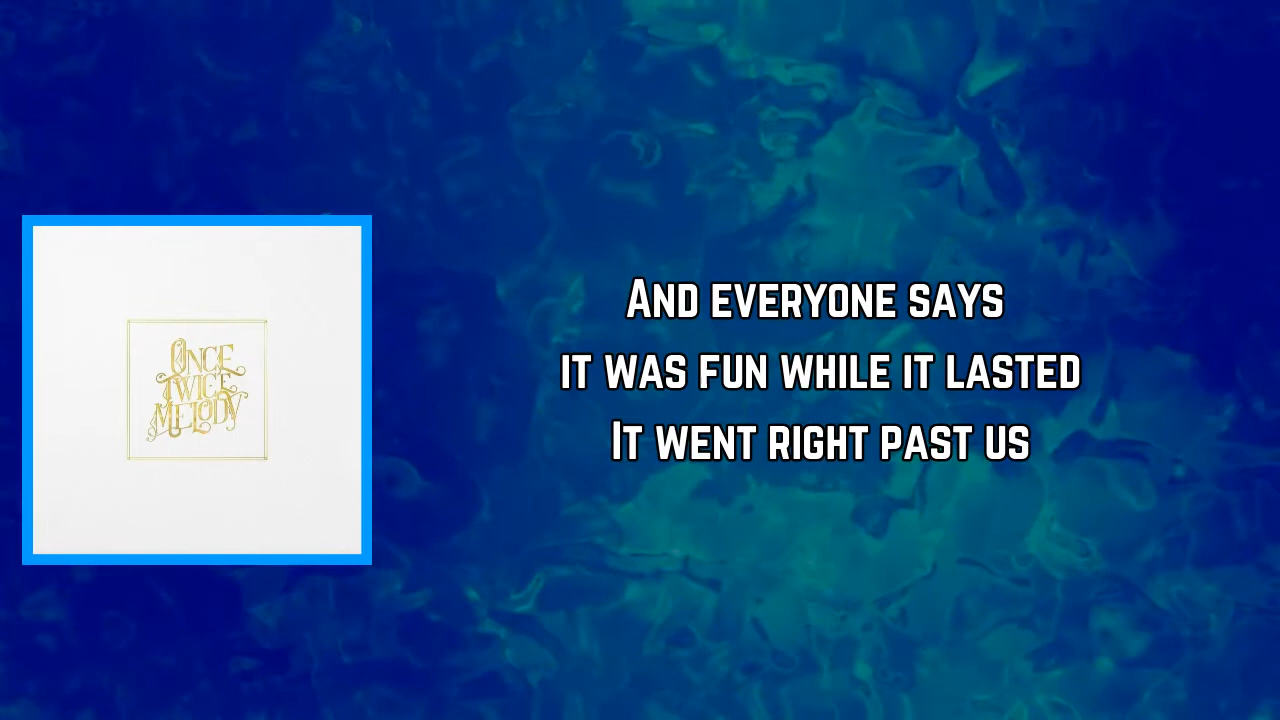 Once
Twice
Melody
And everyone says
it was fun while it lasted
It went right past us